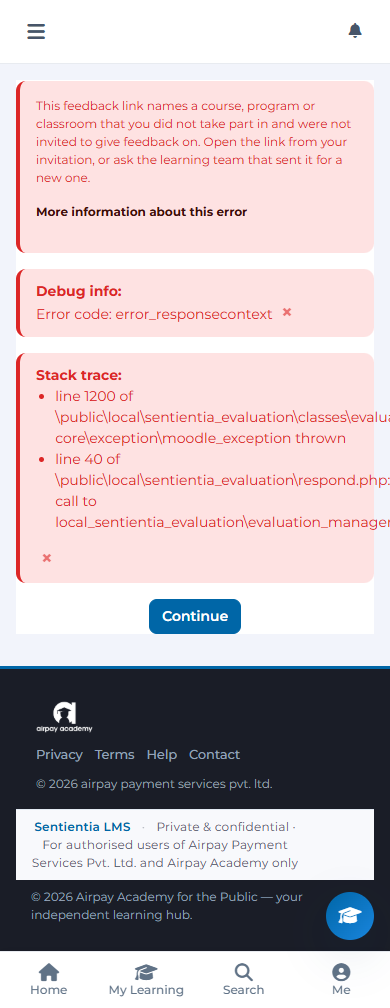 This feedback link names a course, program or
classroom that you did not take part in and were not
invited to give feedback on. Open the link from your
invitation, or ask the learning team that sent it for a
new one.
More information about this error
Debug info:
Error code: error_responsecontext
Stack trace:
line 1200 of
\public\local\sentientia_evaluation\classes\evalua
core\exception\moodle_exception thrown
line 40 of
\public\local\sentientia_evaluation\respond.php:
call to
local_sentientia_evaluation\evaluation_manager
Continue
airpay academy
Privacy Terms Help Contact
© 2026 airpay payment services pvt. ltd.
Sentientia LMS · Private & confidential ·
For authorised users of Airpay Payment
Services Pvt. Ltd. and Airpay Academy only
© 2026 Airpay Academy for the Public — your
independent learning hub.
Home My Learning Search Me